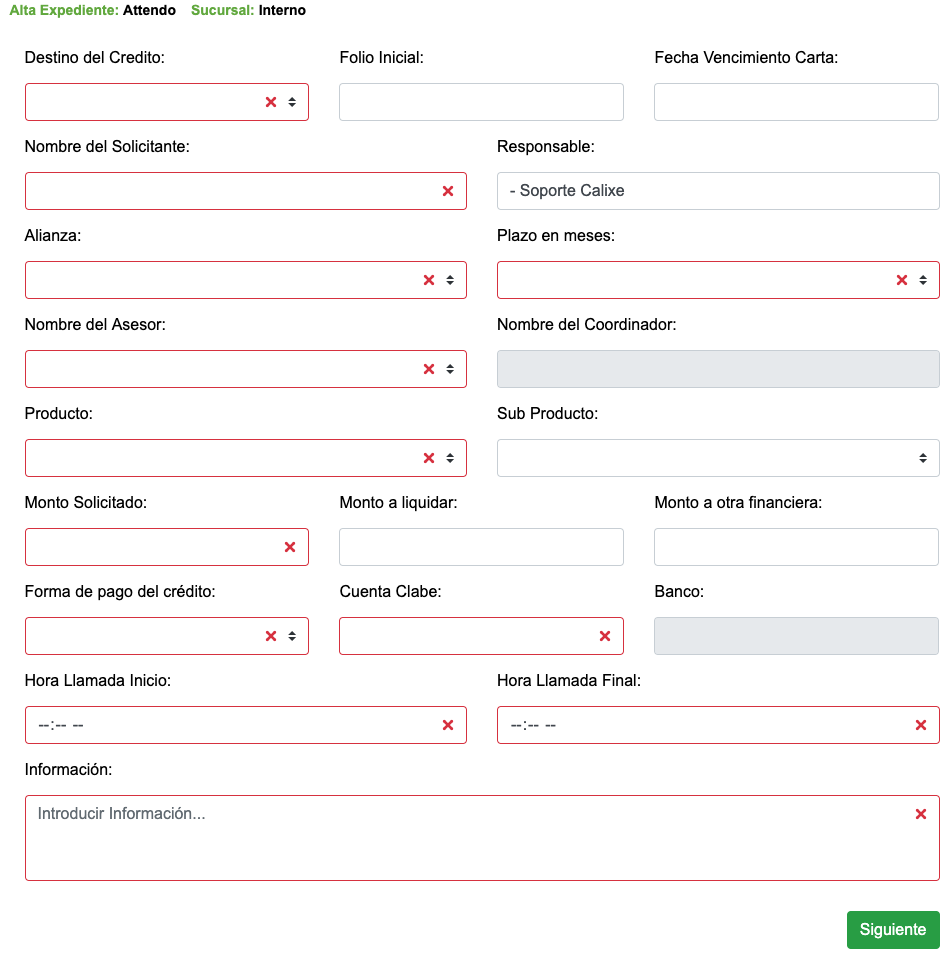 Alta Expediente: Attendo Sucursal: Interno
Destino del Credito: Folio Inicial: Fecha Vencimiento Carta:
Nombre del Solicitante: Responsable:
- Soporte Calixe
Alianza: Plazo en meses:
Nombre del Asesor: Nombre del Coordinador:
Producto: Sub Producto:
Monto Solicitado: Monto a liquidar: Monto a otra financiera:
Forma de pago del crédito: Cuenta Clabe: Banco:
Hora Llamada Inicio: Hora Llamada Final:
--:-- -- --:-- --
Información:
Introducir Información...
Siguiente